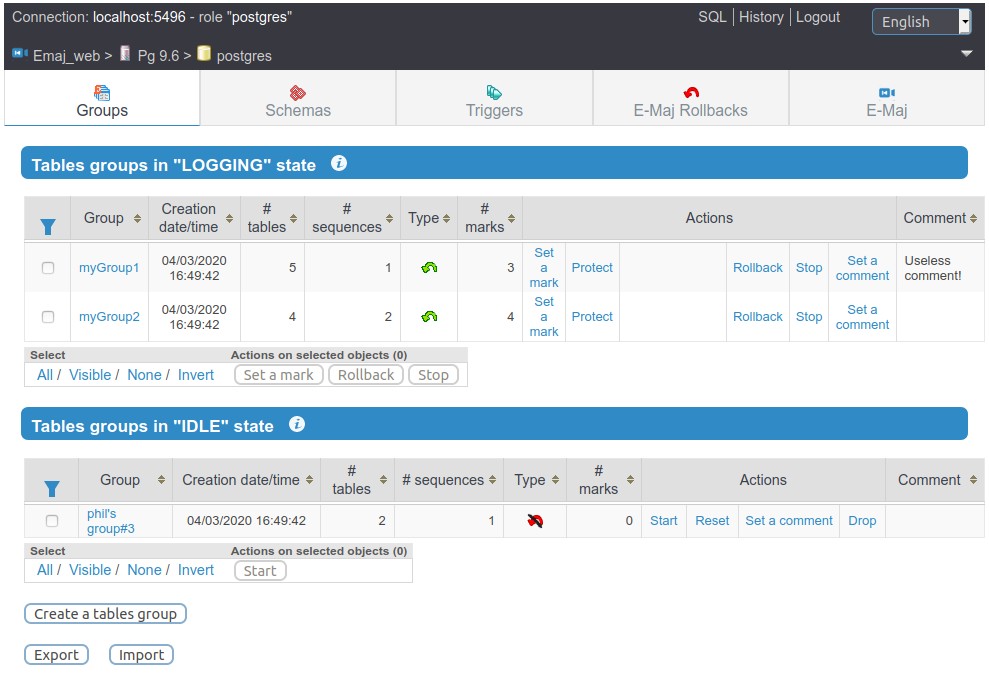 Connection: localhost:5496 - role "postgres"
SQL | History | Logout
English
Emaj_web > Pg 9.6 > postgres
Groups
Schemas
Triggers
E-Maj Rollbacks
E-Maj
Tables groups in "LOGGING" state
Group
Creation
date/time
#
tables
#
sequences
Type
#
marks
Actions
Comment
myGroup1
04/03/2020
16:49:42
5
1
3
Set
a
mark
Protect
Rollback
Stop
Set a
comment
Useless
comment!
myGroup2
04/03/2020
16:49:42
4
2
4
Set
a
mark
Protect
Rollback
Stop
Set a
comment
Select
Actions on selected objects (0)
All / Visible / None / Invert
Set a mark
Rollback
Stop
Tables groups in "IDLE" state
Group
Creation date/time
#
tables
# sequences
Type
#
marks
Actions
Comment
phil's
group#3
04/03/2020 16:49:42
2
1
0
Start
Reset
Set a comment
Drop
Select
Actions on selected objects (0)
All / Visible / None / Invert
Start
Create a tables group
Export
Import